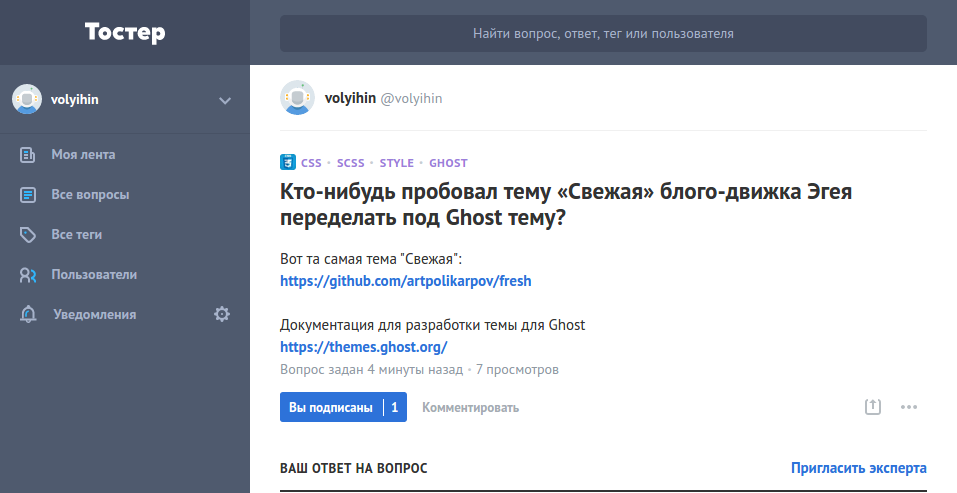 Тостер
Найти вопрос, ответ, тег или пользователя
volyihin
Моя лента
Все вопросы
Все теги
Пользователи
Уведомления
volyihin @volyihin
CSS • SCSS • STYLE • GHOST
Кто-нибудь пробовал тему «Свежая» блого-движка Эгея
переделать под Ghost тему?
Вот та самая тема "Свежая":
https://github.com/artpolikarpov/fresh
Документация для разработки темы для Ghost
https://themes.ghost.org/
Вопрос задан 4 минуты назад • 7 просмотров
Вы подписаны 1 Комментировать
ВАШ ОТВЕТ НА ВОПРОС Пригласить эксперта